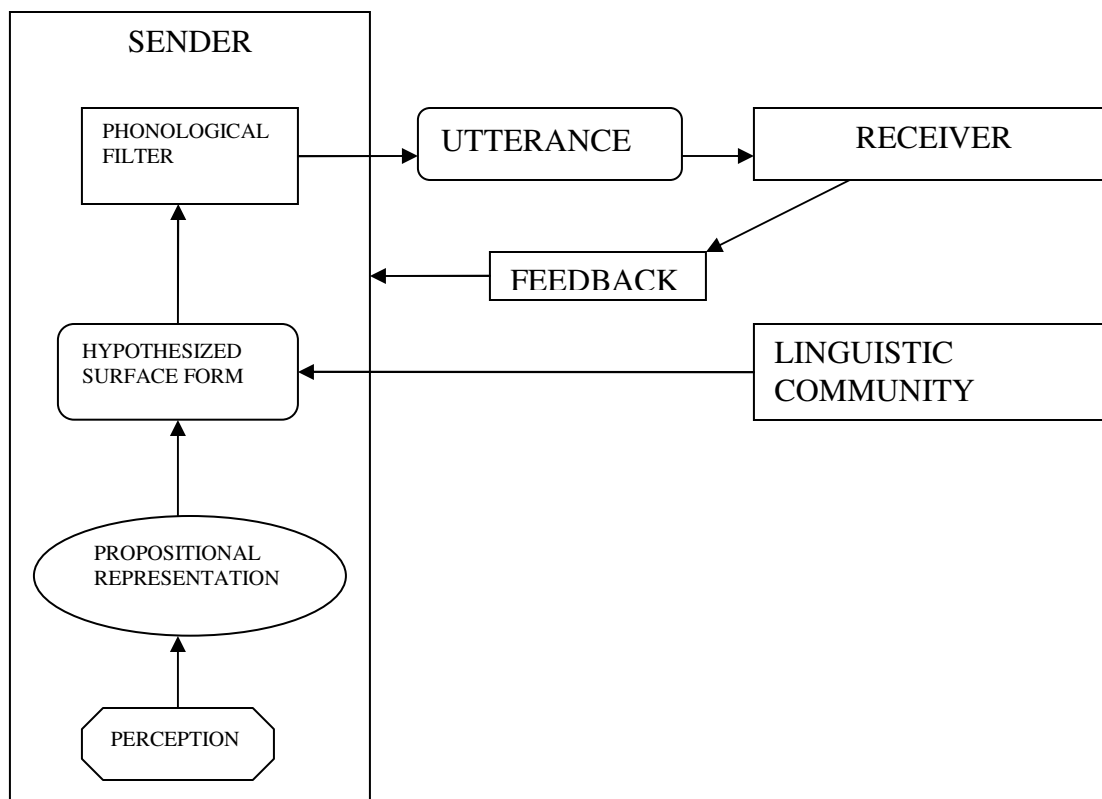 SENDER
PHONOLOGICAL
FILTER
UTTERANCE
RECEIVER
FEEDBACK
HYPOTHESIZED
SURFACE FORM
LINGUISTIC
COMMUNITY
PROPOSITIONAL
REPRESENTATION
PERCEPTION